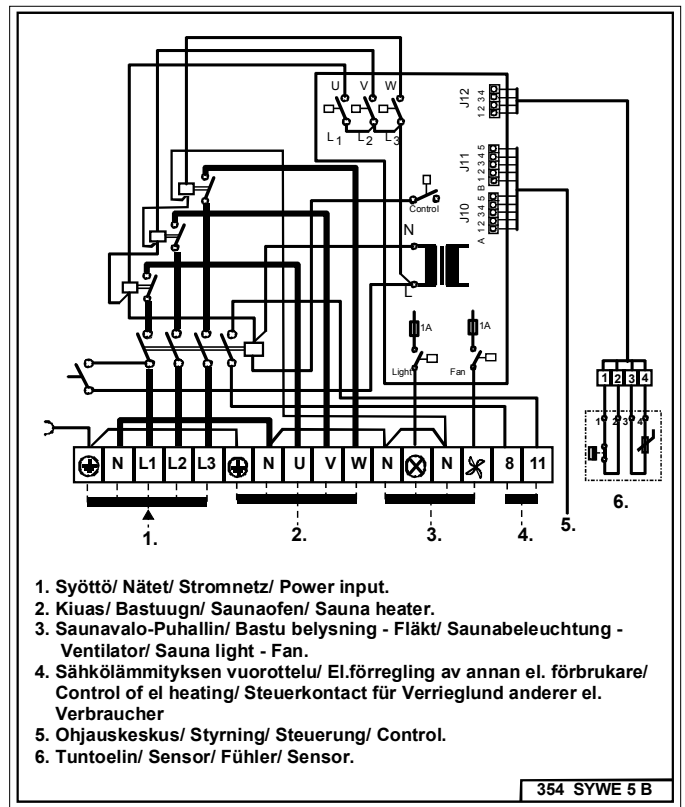 U V W
L1 L2 L3
J12
1 2 3 4
J11
B 1 2 3 4 5
J10
A 1 2 3 4 5
Control
N
L
1A
1A
Light
Fan
1 2 3 4
1 2 3 4
N L1 L2 L3 N U V W N N 8 11
1. 2. 3. 4. 5. 6.
1. Syöttö/ Nätet/ Stromnetz/ Power input.
2. Kiuas/ Bastuugn/ Saunaofen/ Sauna heater.
3. Saunavalo-Puhallin/ Bastu belysning - Fläkt/ Saunabeleuchtung -
Ventilator/ Sauna light - Fan.
4. Sähkölämmityksen vuorottelu/ El.förregling av annan el. förbrukare/
Control of el heating/ Steuerkontact für Verrieglund anderer el.
Verbraucher
5. Ohjauskeskus/ Styrning/ Steuerung/ Control.
6. Tuntoelin/ Sensor/ Fühler/ Sensor.
354 SYWE 5 B